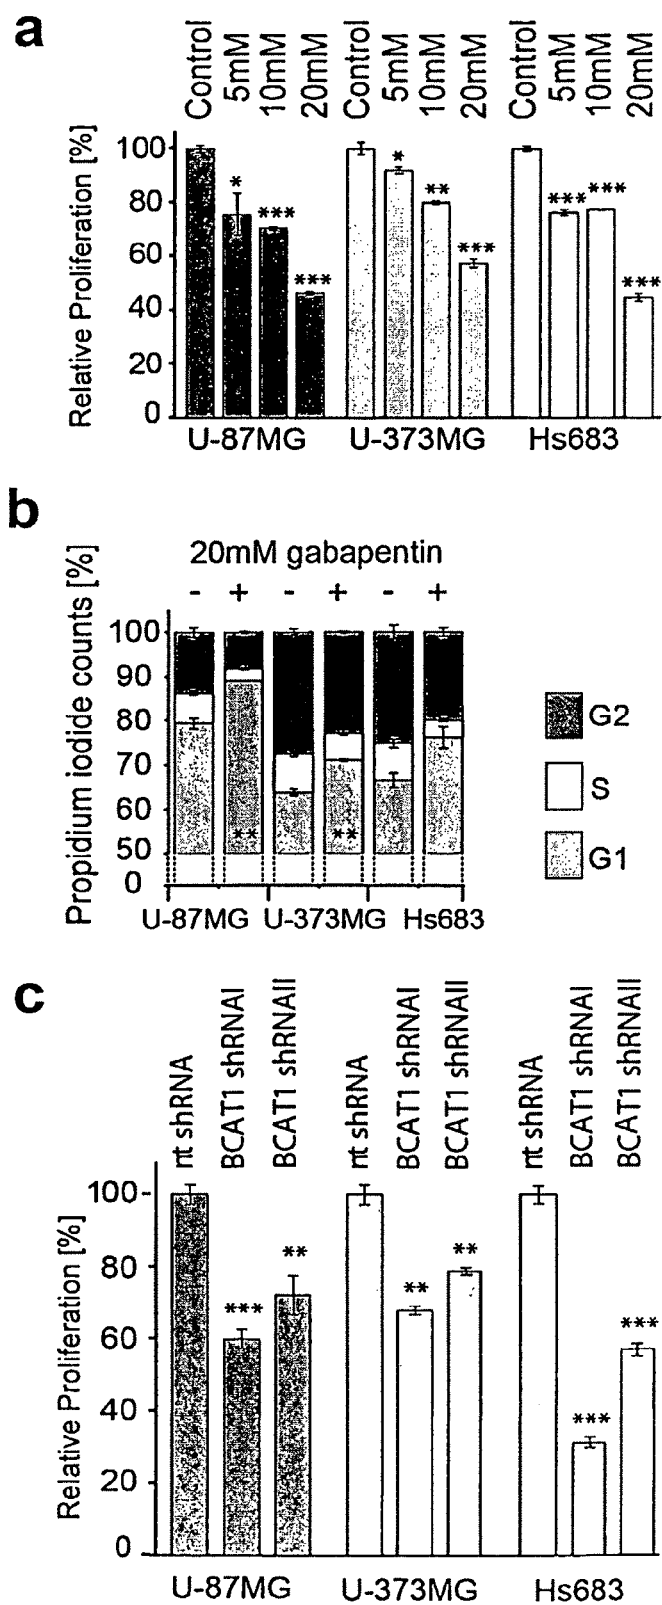 a
Control 5mM 10mM 20mM Control 5mM 10mM 20mM Control 5mM 10mM 20mM
Relative Proliferation [%]
100
80
60
40
20
0
* *** *** * ** *** *** *** ***
U-87MG U-373MG Hs683
b
20mM gabapentin
- + - + - +
Propidium iodide counts [%]
100
90
80
70
60
50
0
** **
G2
S
G1
U-87MG U-373MG Hs683
c
nt shRNA BCAT1 shRNAI BCAT1 shRNAII nt shRNA BCAT1 shRNAI BCAT1 shRNAII nt shRNA BCAT1 shRNAI BCAT1 shRNAII
Relative Proliferation [%]
100
80
60
40
20
0
*** ** ** ** *** ***
U-87MG U-373MG Hs683